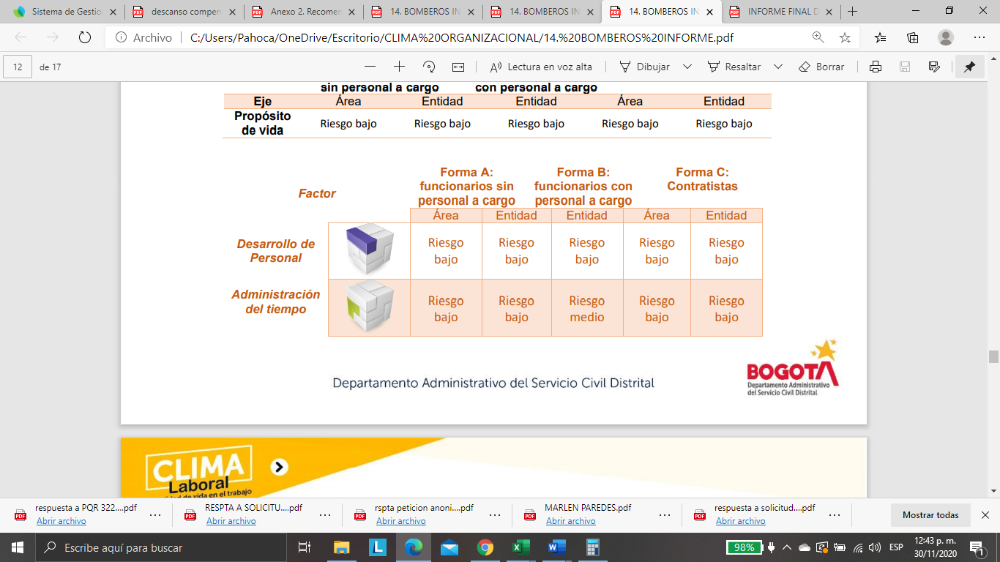 Sistema de Gestio
descanso compen
Anexo 2. Recomer
14. BOMBEROS IN
14. BOMBEROS IN
14. BOMBEROS IN
INFORME FINAL D
Archivo
C:/Users/Pahoca/OneDrive/Escritorio/CLIMA%20ORGANIZACIONAL/14.%20BOMBEROS%20INFORME.pdf
12 de 17
Lectura en voz alta
Dibujar
Resaltar
Borrar
sin personal a cargo con personal a cargo
Eje Área Entidad Entidad Área Entidad
Propósito
de vida
Riesgo bajo Riesgo bajo Riesgo bajo Riesgo bajo Riesgo bajo
Factor
Forma A:
funcionarios sin
personal a cargo
Forma B:
funcionarios con
personal a cargo
Forma C:
Contratistas
Área Entidad Entidad Área Entidad
Desarrollo de
Personal
Riesgo Riesgo Riesgo Riesgo Riesgo
bajo bajo bajo bajo bajo
Administración
del tiempo
Riesgo Riesgo Riesgo Riesgo Riesgo
bajo bajo medio bajo bajo
Departamento Administrativo del Servicio Civil Distrital
BOGOTA
Departamento Administrativo
del Servicio Civil Distrital
CLIMA
Laboral
lidad de vida en el trabajo
respuesta a PQR 322....pdf
Abrir archivo
RESPTA A SOLICITU....pdf
Abrir archivo
rspta peticion anoni....pdf
Abrir archivo
MARLEN PAREDES.pdf
Abrir archivo
respuesta a solicitud....pdf
Abrir archivo
Mostrar todas
Escribe aquí para buscar
98%
ESP
12:43 p. m.
30/11/2020
1